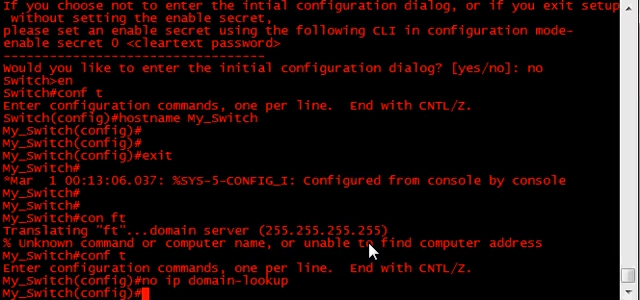 If you choose not to enter the intial configuration dialog, or if you exit setup
without setting the enable secret,
please set an enable secret using the following CLI in configuration mode-
enable secret 0 <cleartext password>
---------------------------------
Would you like to enter the initial configuration dialog? [yes/no]: no
Switch>en
Switch#conf t
Enter configuration commands, one per line.  End with CNTL/Z.
Switch(config)#hostname My_Switch
My_Switch(config)#
My_Switch(config)#
My_Switch(config)#exit
My_Switch#
*Mar  1 00:13:06.037: %SYS-5-CONFIG_I: Configured from console by console
My_Switch#
My_Switch#
My_Switch#con ft
Translating "ft"...domain server (255.255.255.255)
% Unknown command or computer name, or unable to find computer address
My_Switch#conf t
Enter configuration commands, one per line.  End with CNTL/Z.
My_Switch(config)#no ip domain-lookup
My_Switch(config)#